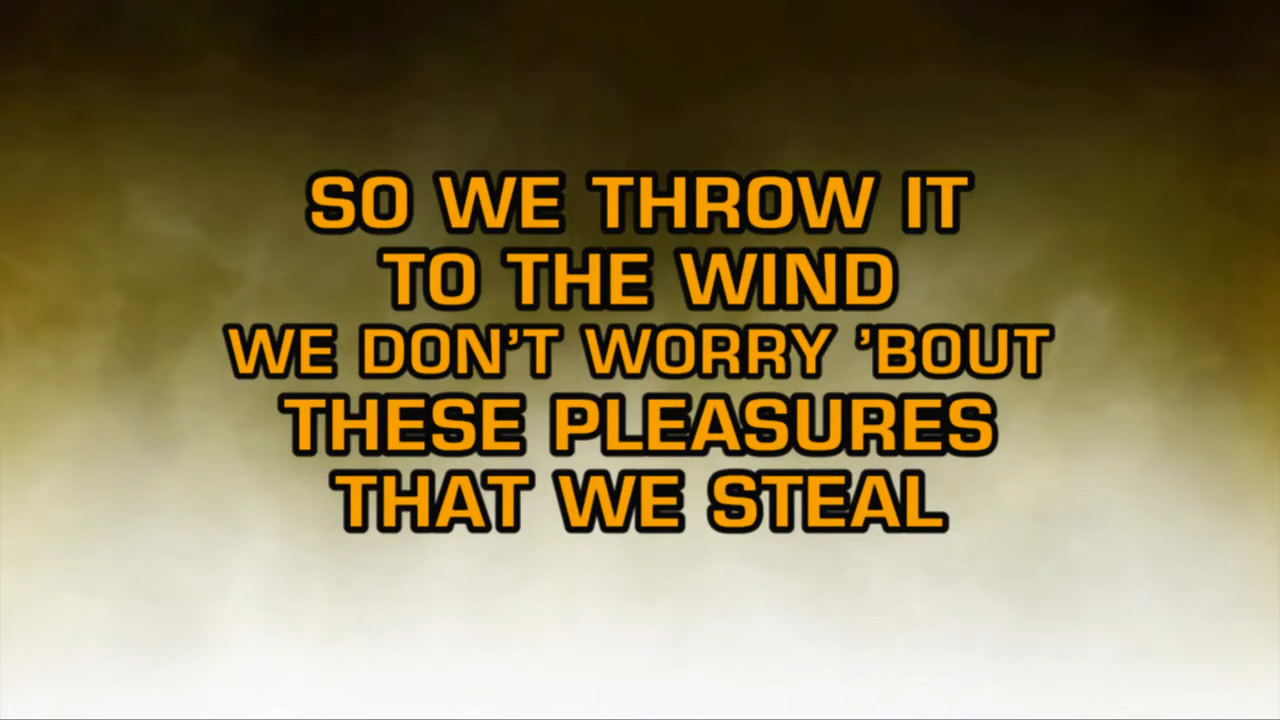 SO WE THROW IT
TO THE WIND
WE DON'T WORRY 'BOUT
THESE PLEASURES
THAT WE STEAL